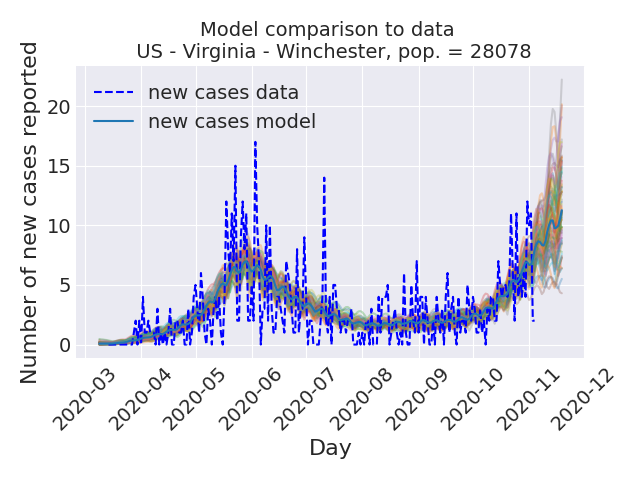 Model comparison to data
US - Virginia - Winchester, pop. = 28078
Number of new cases reported
new cases data
new cases model
20
15
10
5
0
2020-03
2020-04
2020-05
2020-06
2020-07
2020-08
2020-09
2020-10
2020-11
2020-12
Day